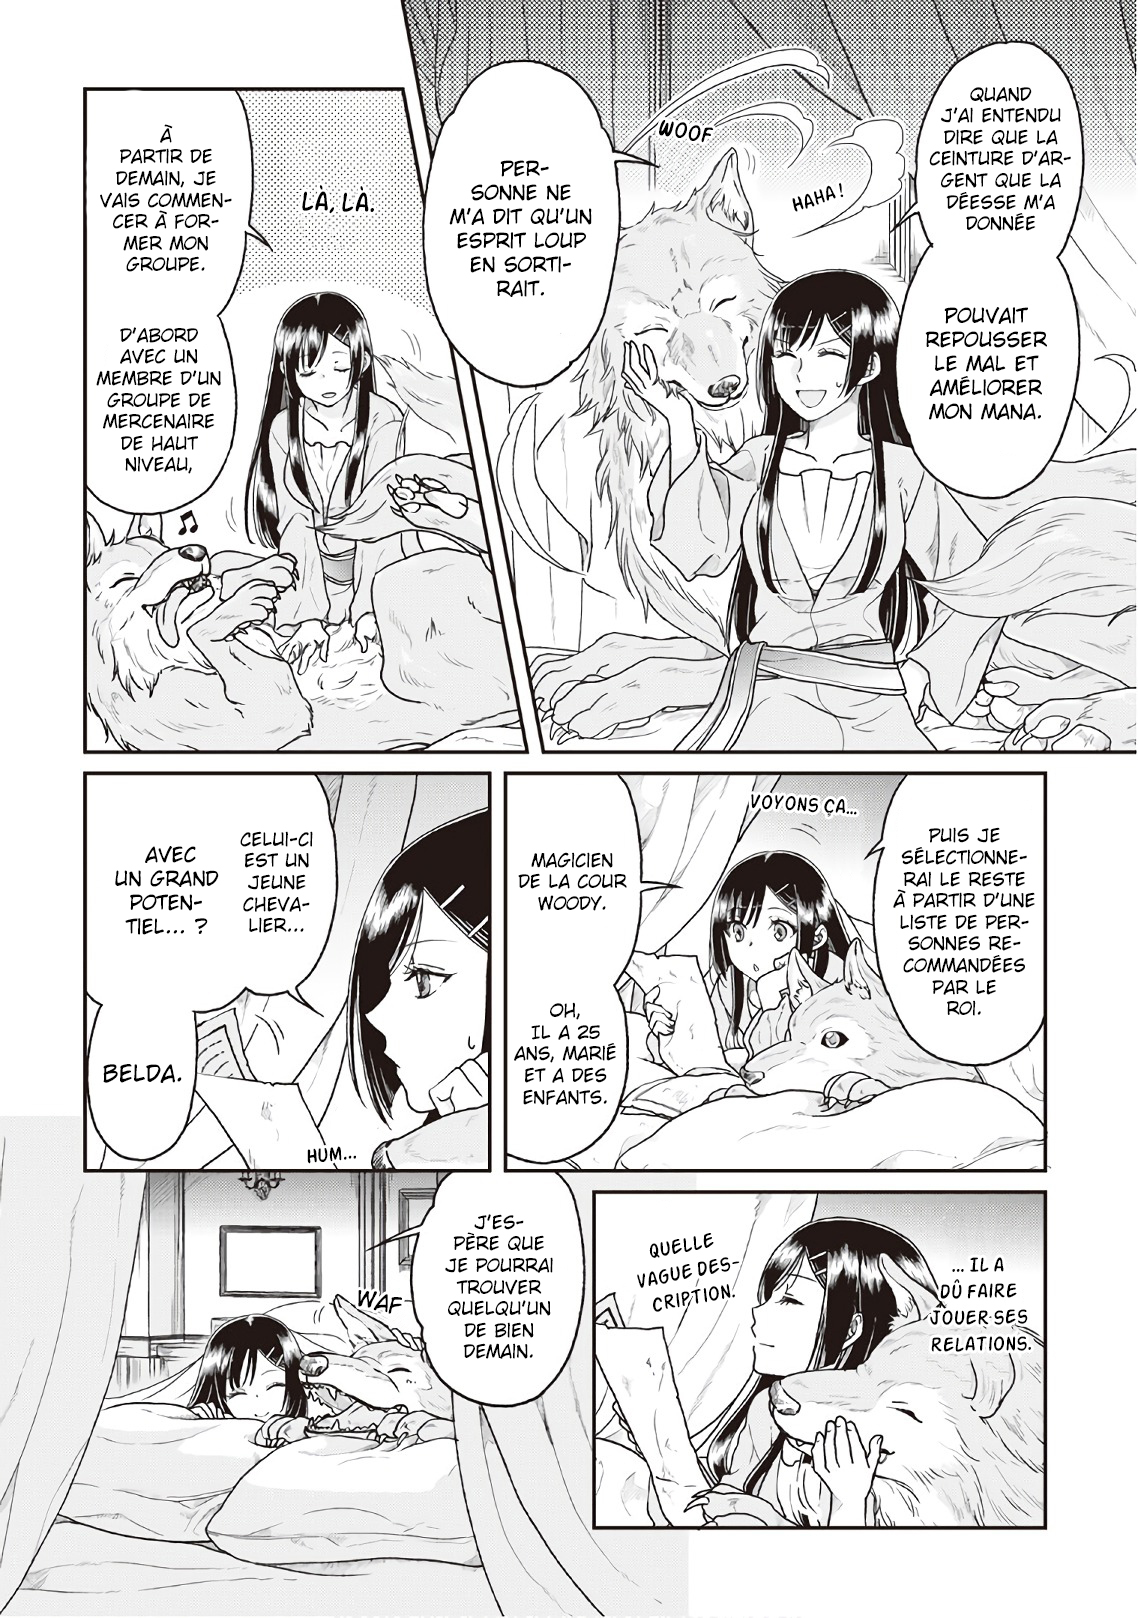 QUAND
J'AI ENTENDU
DIRE QUE LA
CEINTURE D'AR-
GENT QUE LA
DÉESSE M'A
DONNÉE
POUVAIT
REPOUSSER
LE MAL ET
AMÉLIORER
MON MANA.
HAHA !
WOOF
PER-
SONNE NE
M'A DIT QU'UN
ESPRIT LOUP
EN SORTI-
RAIT.
LÀ, LÀ.
À
PARTIR DE
DEMAIN, JE
VAIS COMMEN-
CER À FOR-
MER MON
GROUPE.
D'ABORD
AVEC UN
MEMBRE D'UN
GROUPE DE
MERCENAIRE
DE HAUT
NIVEAU,
PUIS JE
SÉLECTIONNE-
RAI LE RESTE
À PARTIR D'UNE
LISTE DE PER-
SONNES RE-
COMMANDÉES
PAR LE
ROI.
VOYONS ÇA...
MAGICIEN
DE LA COUR
WOODY.
OH,
IL A 25
ANS, MARIÉ
ET A DES
ENFANTS.
CELUI-CI
EST UN
JEUNE
CHEVA-
LIER...
AVEC
UN GRAND
POTEN-
TIEL... ?
BELDA.
HUM...
... IL A
DÛ FAIRE
JOUER SES
RELATIONS.
QUELLE
VAGUE DES-
CRIPTION.
J'ES-
PÈRE QUE
JE POURRAI
TROUVER
QUELQU'UN
DE BIEN
DEMAIN.
WAF